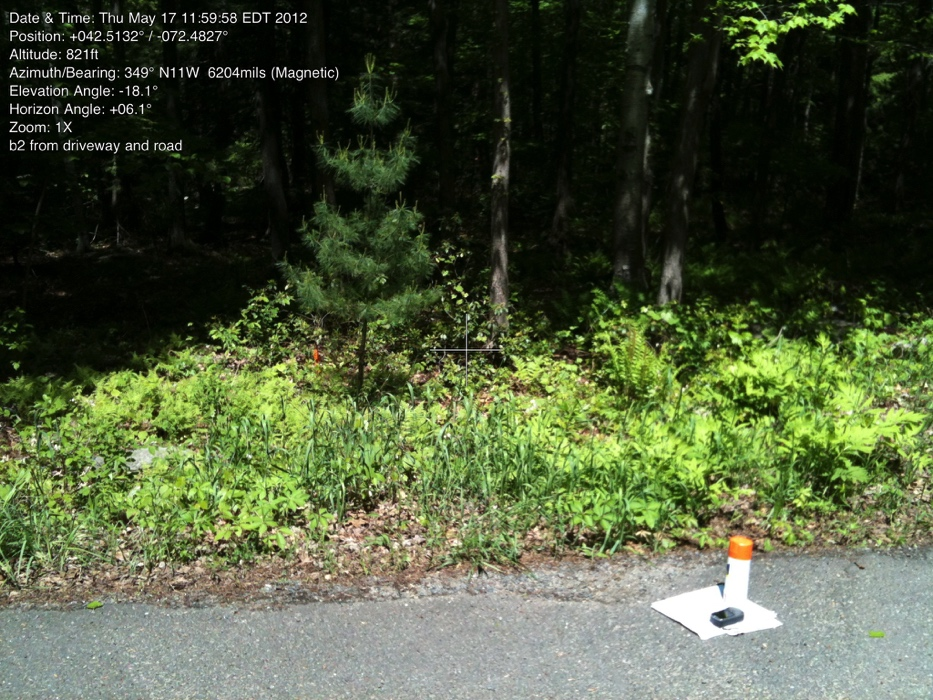 Date & Time: Thu May 17 11:59:58 EDT 2012
Position: +042.5132° / -072.4827°
Altitude: 821ft
Azimuth/Bearing: 349° N11W 6204mils (Magnetic)
Elevation Angle: -18.1°
Horizon Angle: +06.1°
Zoom: 1X
b2 from driveway and road